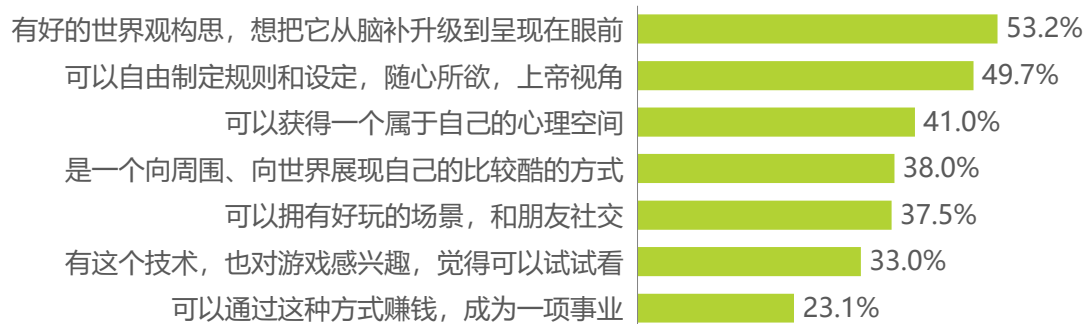 有好的世界观构思，想把它从脑补升级到呈现在眼前 53.2%
可以自由制定规则和设定，随心所欲，上帝视角 49.7%
可以获得一个属于自己的心理空间 41.0%
是一个向周围、向世界展现自己的比较酷的方式 38.0%
可以拥有好玩的场景，和朋友社交 37.5%
有这个技术，也对游戏感兴趣，觉得可以试试看 33.0%
可以通过这种方式赚钱，成为一项事业 23.1%